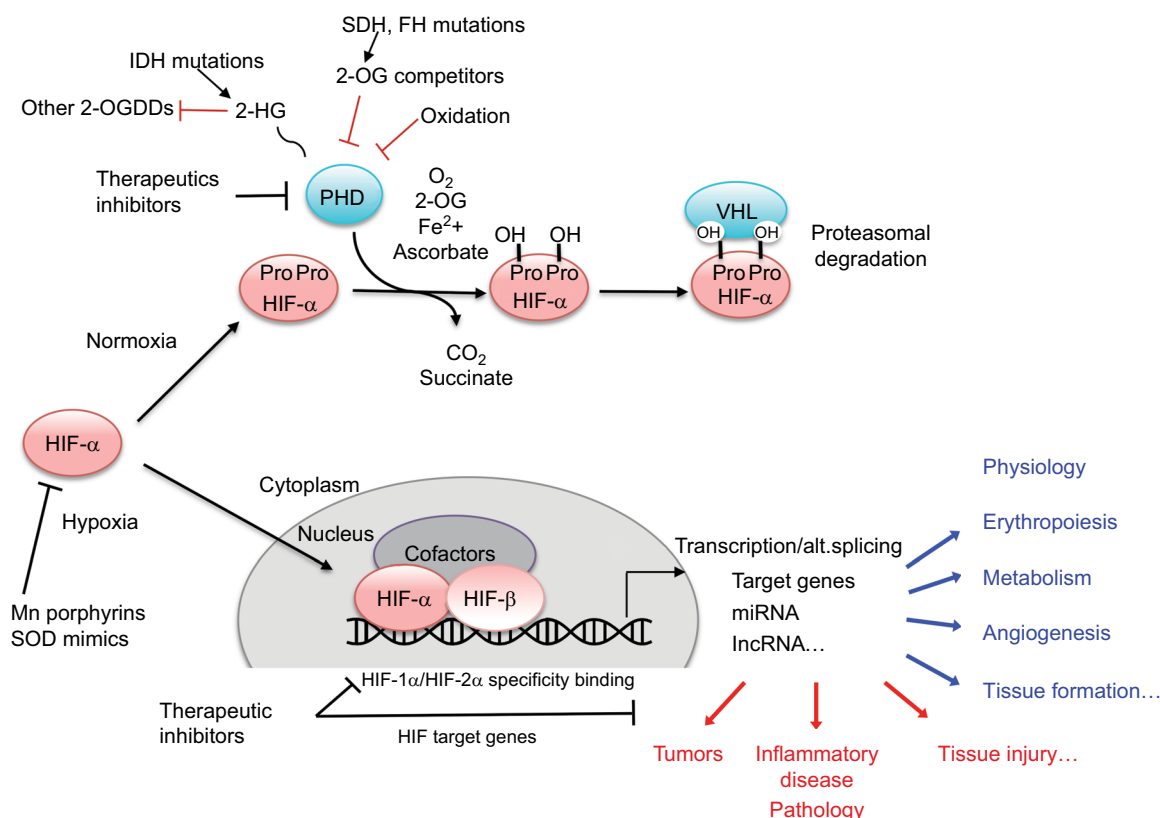 SDH, FH mutations
IDH mutations
2-OG competitors
Other 2-OGDDs
2-HG
Oxidation
Therapeutics
inhibitors
PHD
O₂
2-OG
Fe²+
Ascorbate
VHL
OH OH
OH OH
Proteasomal
degradation
Pro Pro
HIF-α
Pro Pro
HIF-α
Pro Pro
HIF-α
Normoxia
CO₂
Succinate
HIF-α
Hypoxia
Mn porphyrins
SOD mimics
Cytoplasm
Nucleus
Cofactors
HIF-α
HIF-β
Transcription/alt.splicing
Target genes
miRNA
lncRNA…
Physiology
Erythropoiesis
Metabolism
Angiogenesis
Tissue formation…
HIF-1α/HIF-2α specificity binding
Therapeutic
inhibitors
HIF target genes
Tumors
Inflammatory
disease
Tissue injury…
Pathology